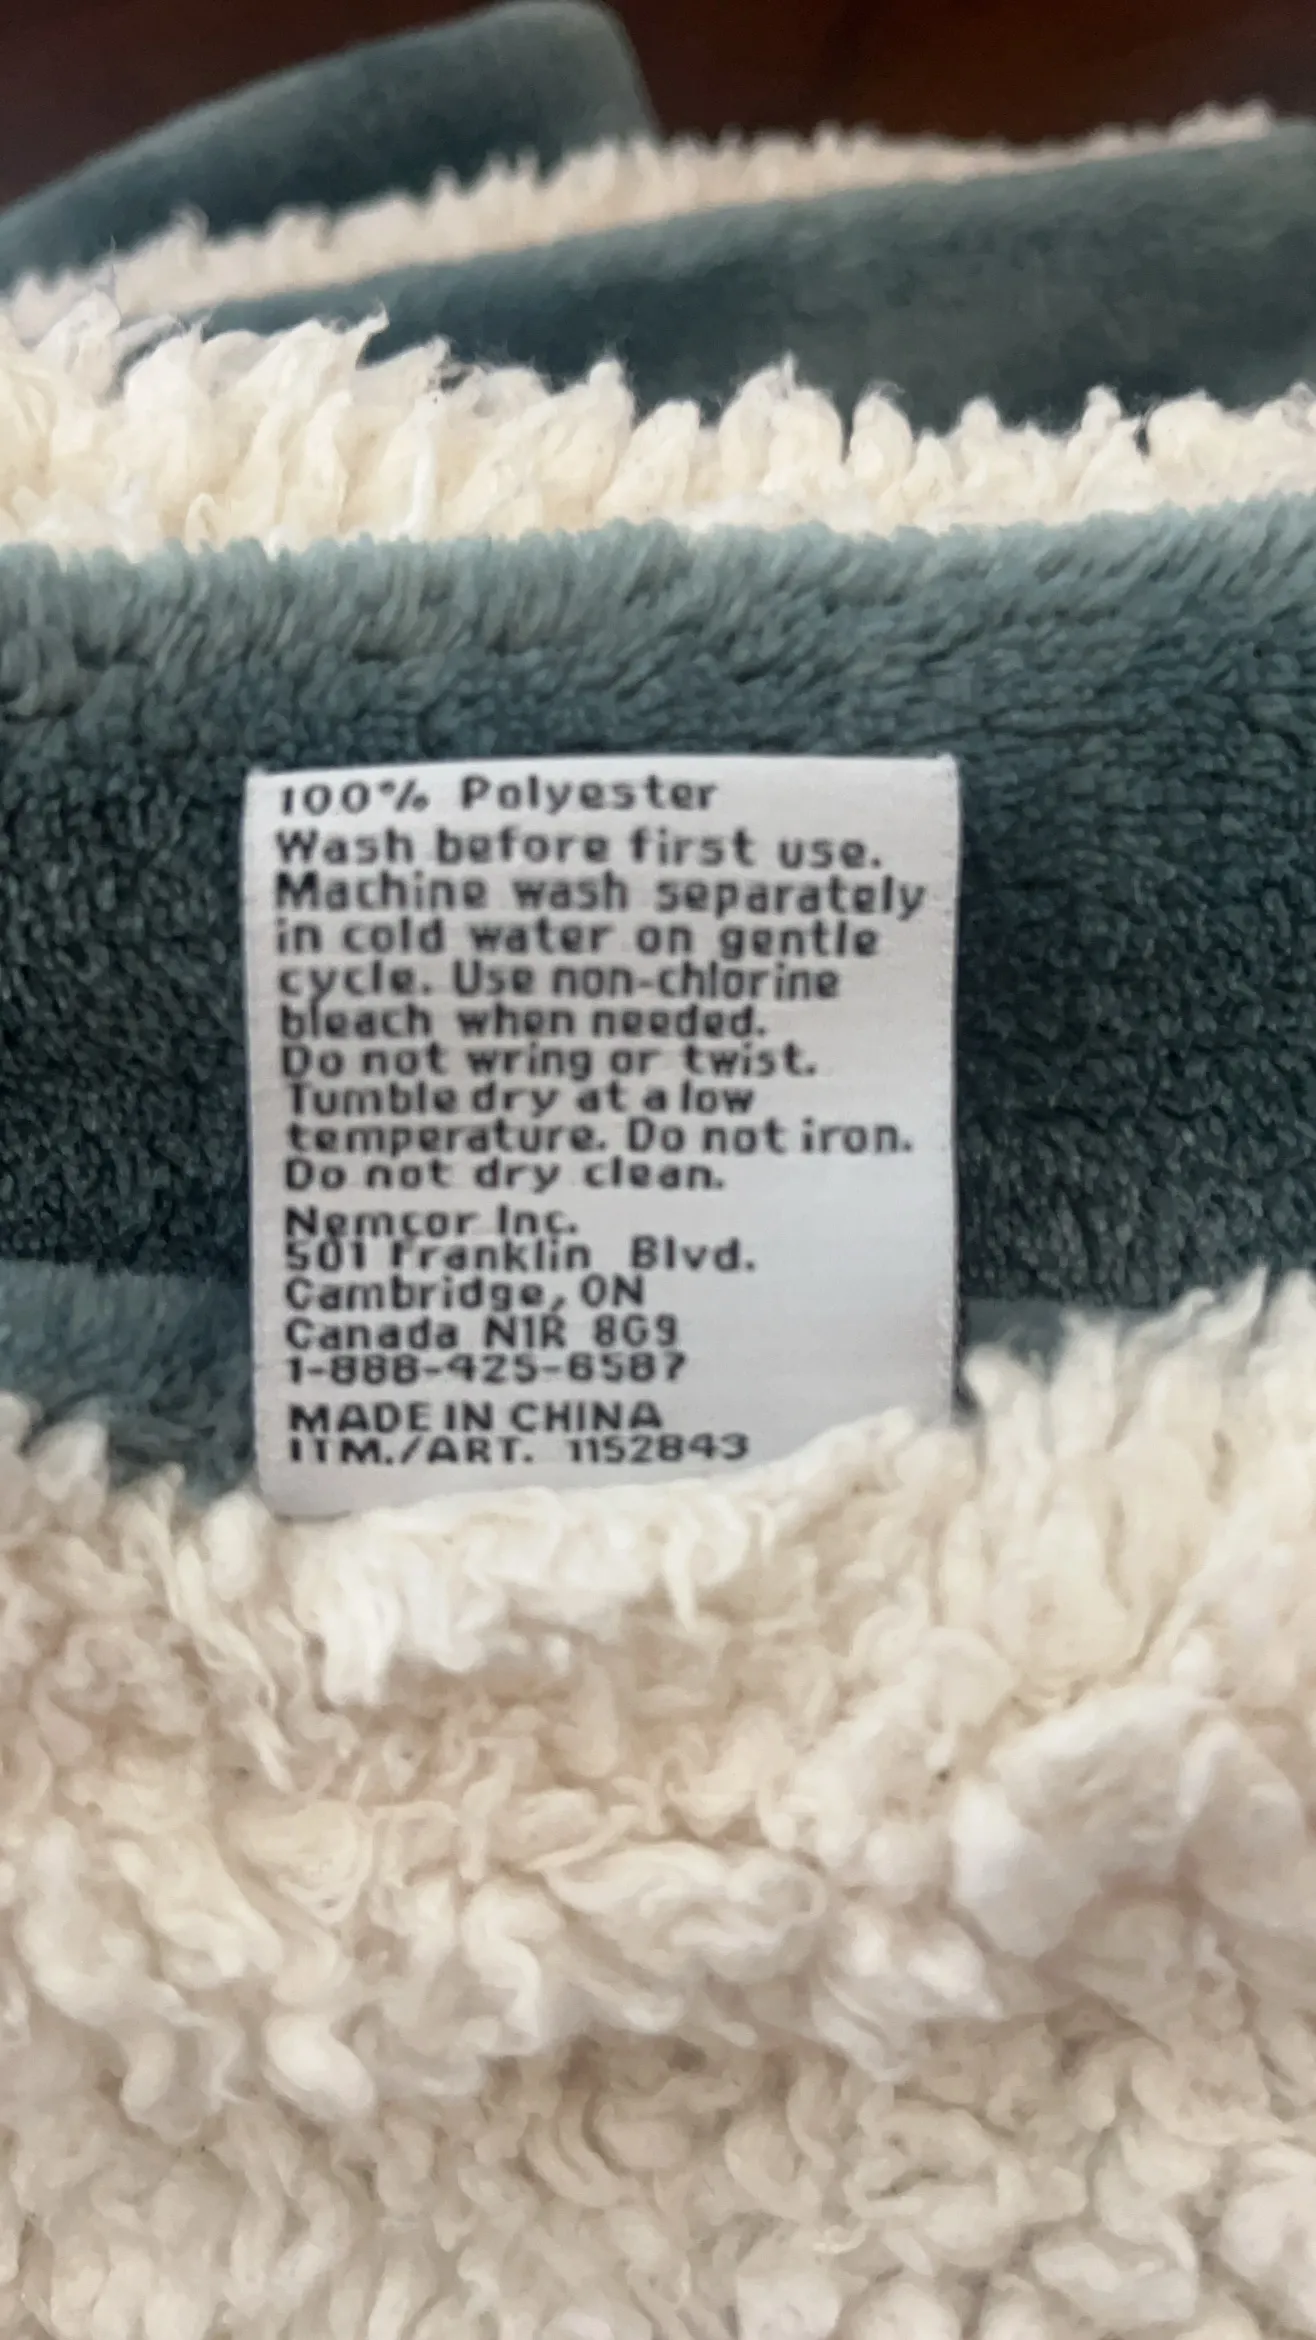 100% Polyester
Wash before first use.
Machine wash separately
in cold water on gentle
cycle. Use non-chlorine
bleach when needed.
Do not wring or twist.
Tumble dry at a low
temperature. Do not iron.
Do not dry clean.
Nemcor Inc.
501 Franklin Blvd.
Cambridge, ON
Canada N1R 8G9
1-888-425-6587
MADE IN CHINA
ITM./ART. 1152843